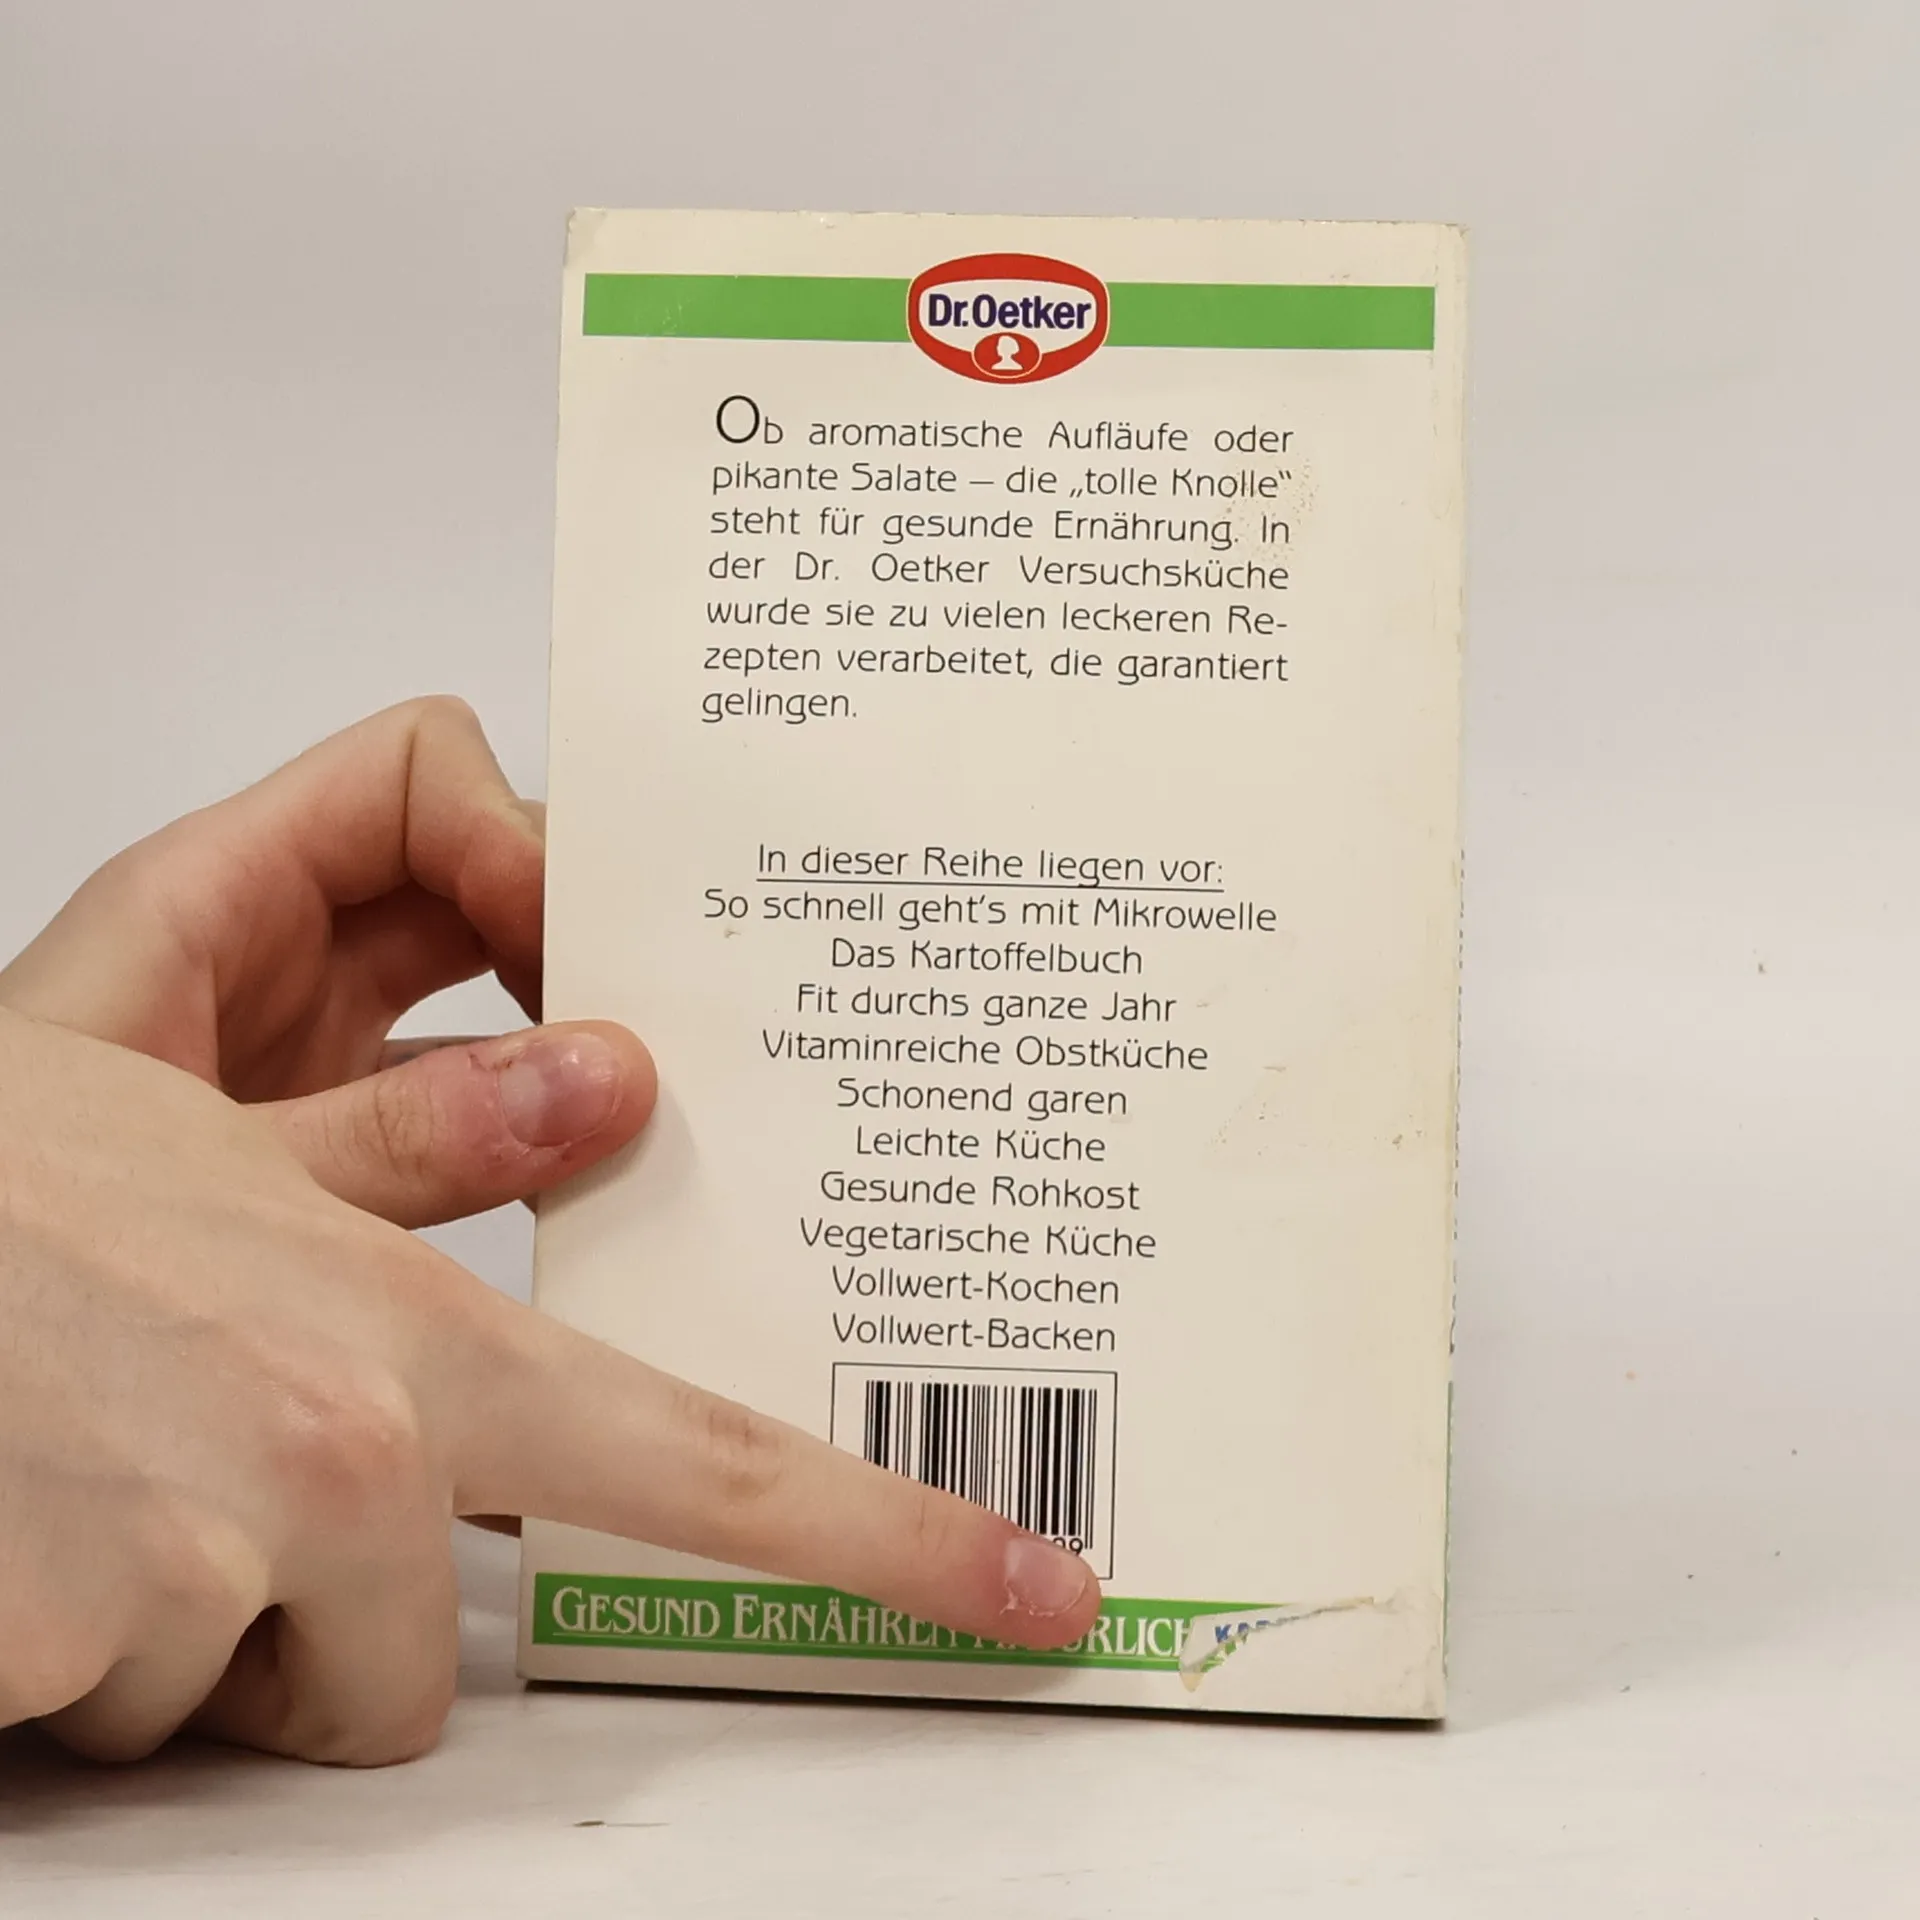 Dr.Oetker
Ob aromatische Aufläufe oder
pikante Salate – die „tolle Knolle“
steht für gesunde Ernährung. In
der Dr. Oetker Versuchsküche
wurde sie zu vielen leckeren Re-
zepten verarbeitet, die garantiert
gelingen.
In dieser Reihe liegen vor:
So schnell geht's mit Mikrowelle
Das Kartoffelbuch
Fit durchs ganze Jahr
Vitaminreiche Obstküche
Schonend garen
Leichte Küche
Gesunde Rohkost
Vegetarische Küche
Vollwert-Kochen
Vollwert-Backen
GESUND